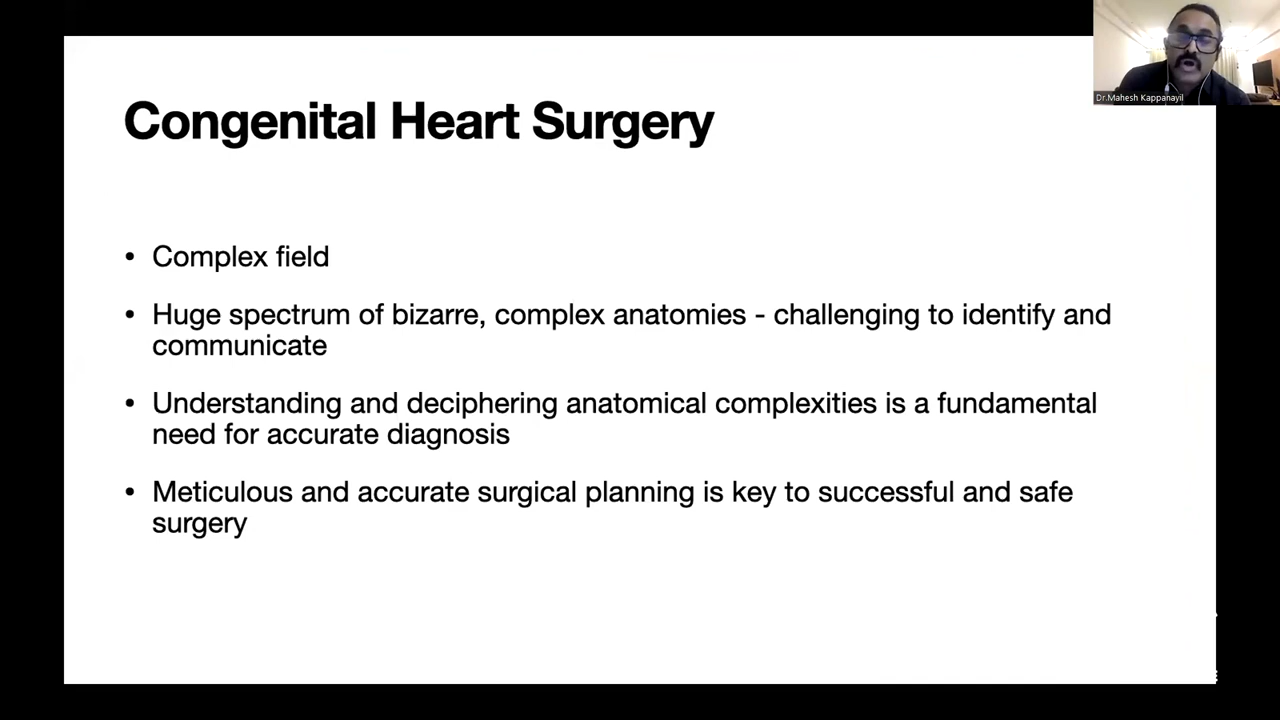 Dr.Mahesh Kappanayil
Congenital Heart Surgery
• Complex field
• Huge spectrum of bizarre, complex anatomies - challenging to identify and
communicate
• Understanding and deciphering anatomical complexities is a fundamental
need for accurate diagnosis
• Meticulous and accurate surgical planning is key to successful and safe
surgery